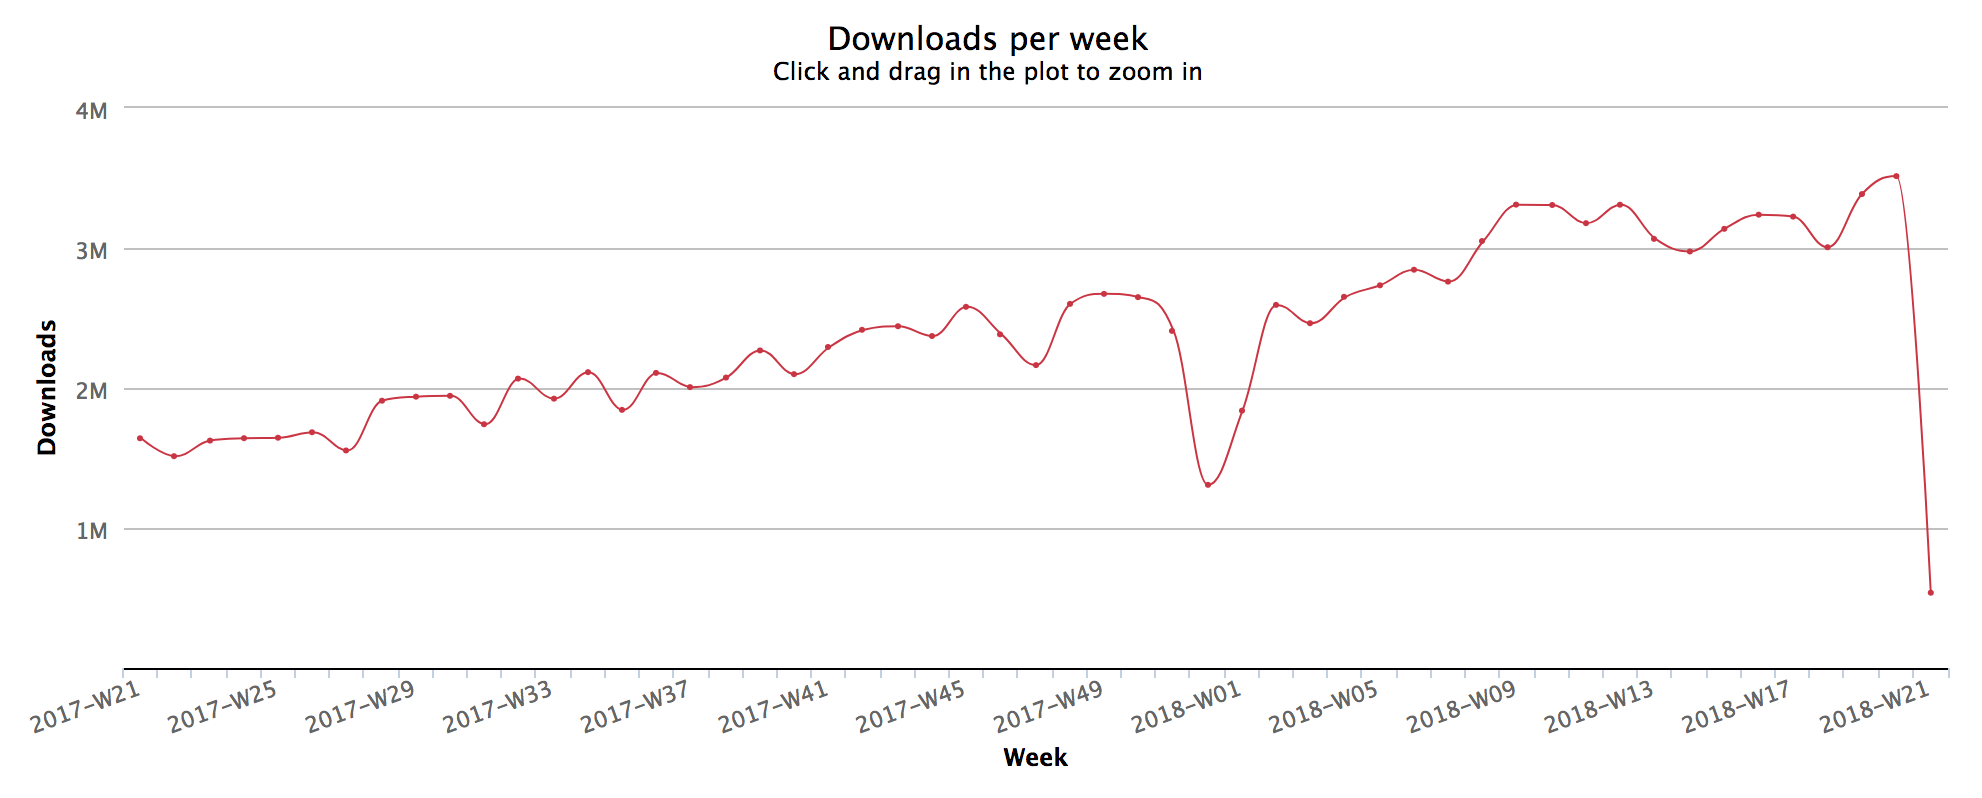 Downloads per week
Click and drag in the plot to zoom in
4M
3M
2M
1M
Downloads
2017–W21 2017–W25 2017–W29 2017–W33 2017–W37 2017–W41 2017–W45 2017–W49 2018–W01 2018–W05 2018–W09 2018–W13 2018–W17 2018–W21
Week